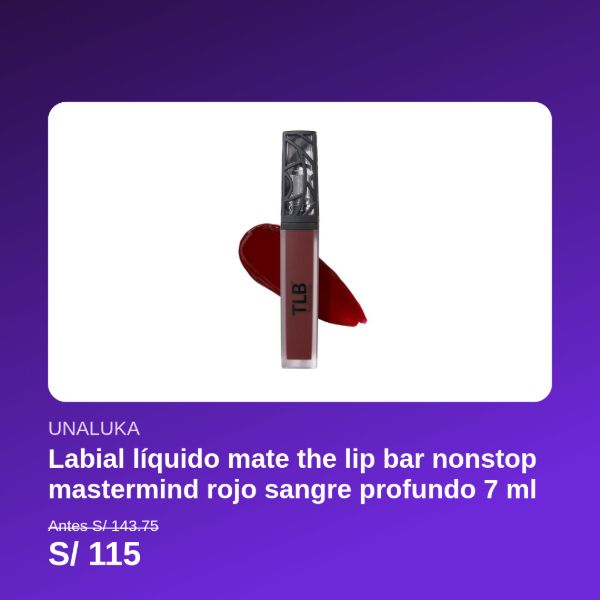 TLB
UNALUKA
Labial líquido mate the lip bar nonstop
mastermind rojo sangre profundo 7 ml
Antes S/ 143.75
S/ 115